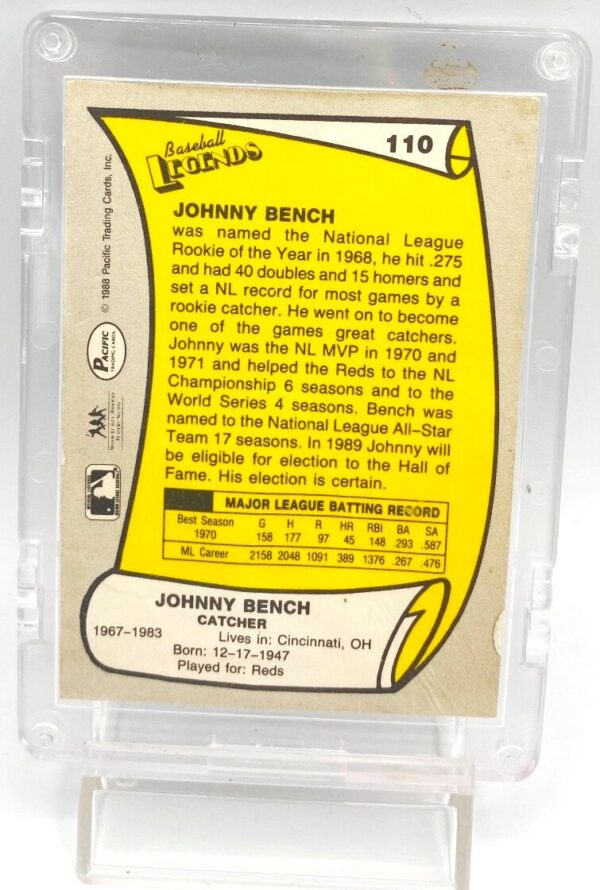 Baseball
LEGENDS
110
JOHNNY BENCH
was named the National League
Rookie of the Year in 1968, he hit .275
and had 40 doubles and 15 homers and
set a NL record for most games by a
rookie catcher. He went on to become
one of the games great catchers.
Johnny was the NL MVP in 1970 and
1971 and helped the Reds to the NL
Championship 6 seasons and to the
World Series 4 seasons. Bench was
named to the National League All-Star
Team 17 seasons. In 1989 Johnny will
be eligible for election to the Hall of
Fame. His election is certain.
MAJOR LEAGUE BATTING RECORD
Best Season G H R HR RBI BA SA
1970 158 177 97 45 148 .293 .587
ML Career 2158 2048 1091 389 1376 .267 .476
JOHNNY BENCH
CATCHER
1967-1983 Lives in: Cincinnati, OH
Born: 12-17-1947
Played for: Reds
© 1988 Pacific Trading Cards, Inc.
PACIFIC
TRADING CARDS